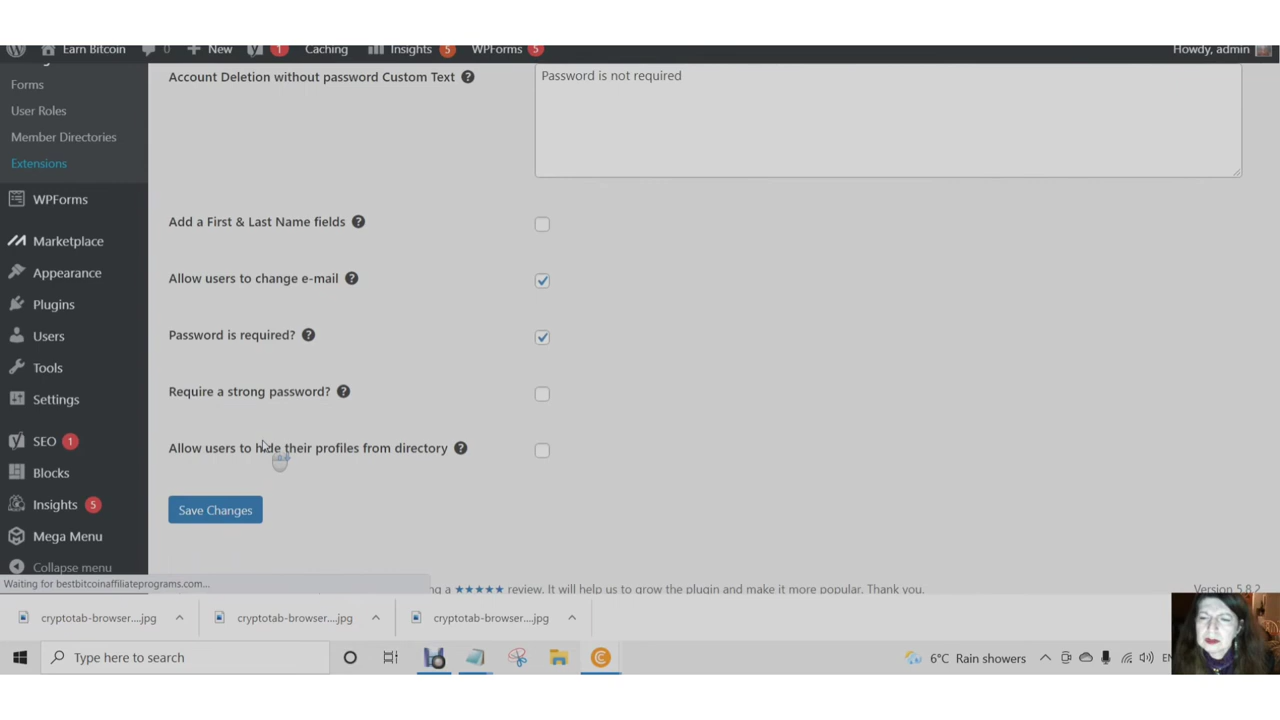 Earn Bitcoin 0 New 1 Caching Insights 5 WPForms 5 Howdy, admin
Account Deletion without password Custom Text ?
Password is not required
Forms
User Roles
Member Directories
Extensions
WPForms
Marketplace
Appearance
Plugins
Users
Tools
Settings
SEO 1
Blocks
Insights 5
Mega Menu
Collapse menu
Add a First & Last Name fields ?
Allow users to change e-mail ?
Password is required? ?
Require a strong password? ?
Allow users to hide their profiles from directory ?
Save Changes
Waiting for bestbitcoinaffiliateprograms.com...
ng a ★★★★★ review. It will help us to grow the plugin and make it more popular. Thank you.
Version 5.8.2
cryptotab-browser....jpg cryptotab-browser....jpg cryptotab-browser....jpg
Type here to search 6°C Rain showers